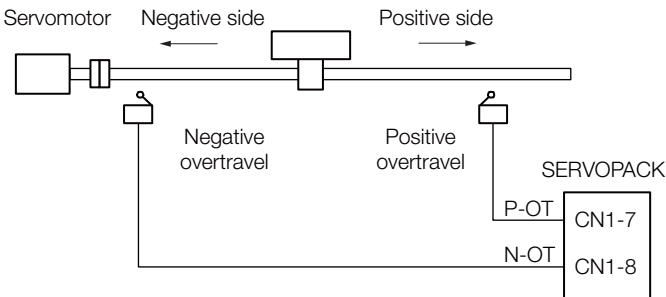 Servomotor
Negative side
Positive side
Negative
overtravel
Positive
overtravel
SERVOPACK
P-OT
CN1-7
N-OT
CN1-8